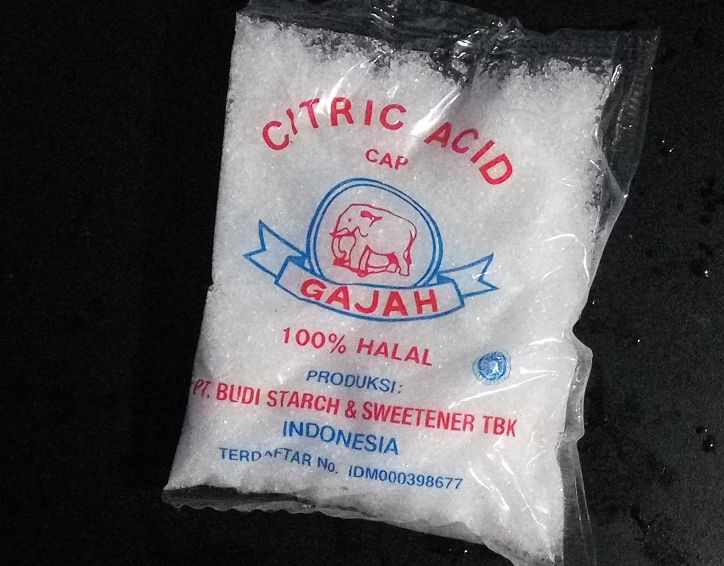 CITRIC ACID
CAP
GAJAH
100% HALAL
PRODUKSI:
PT. BUDI STARCH & SWEETENER TBK
INDONESIA
TERDAFTAR No. IDM000398677